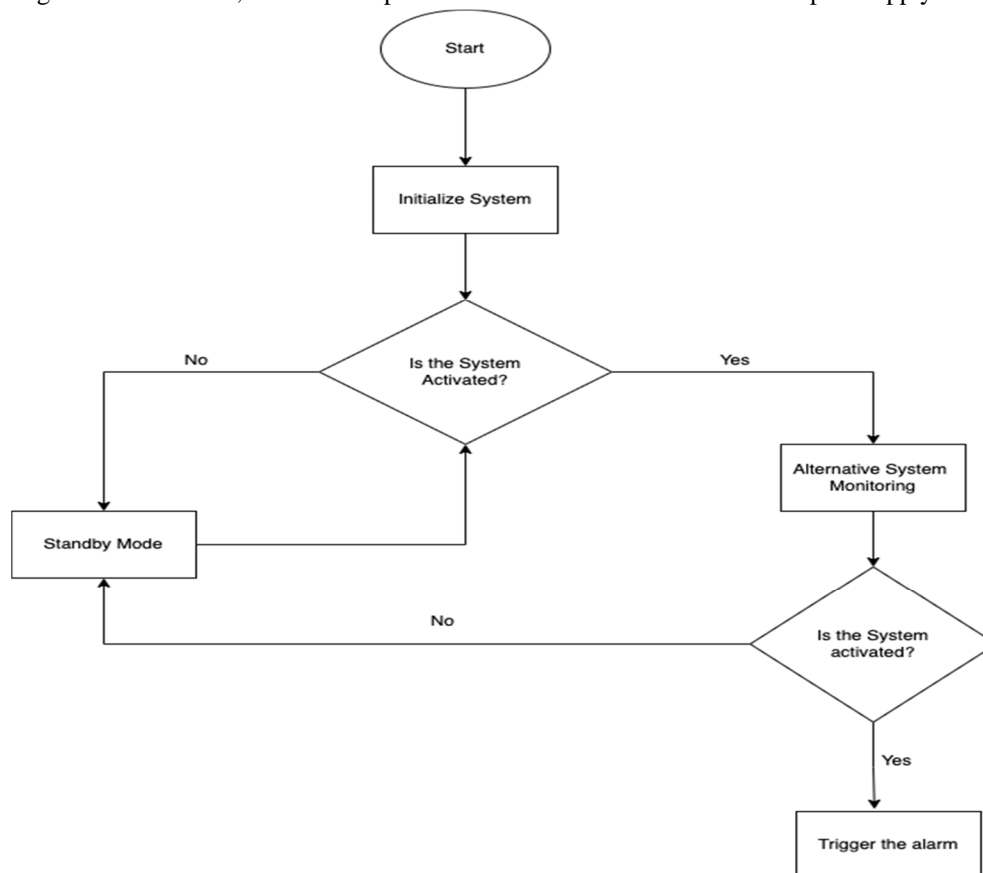 Start
Initialize System
Is the System
Activated?
No
Yes
Alternative System
Monitoring
Standby Mode
No
Is the System
activated?
Yes
Trigger the alarm